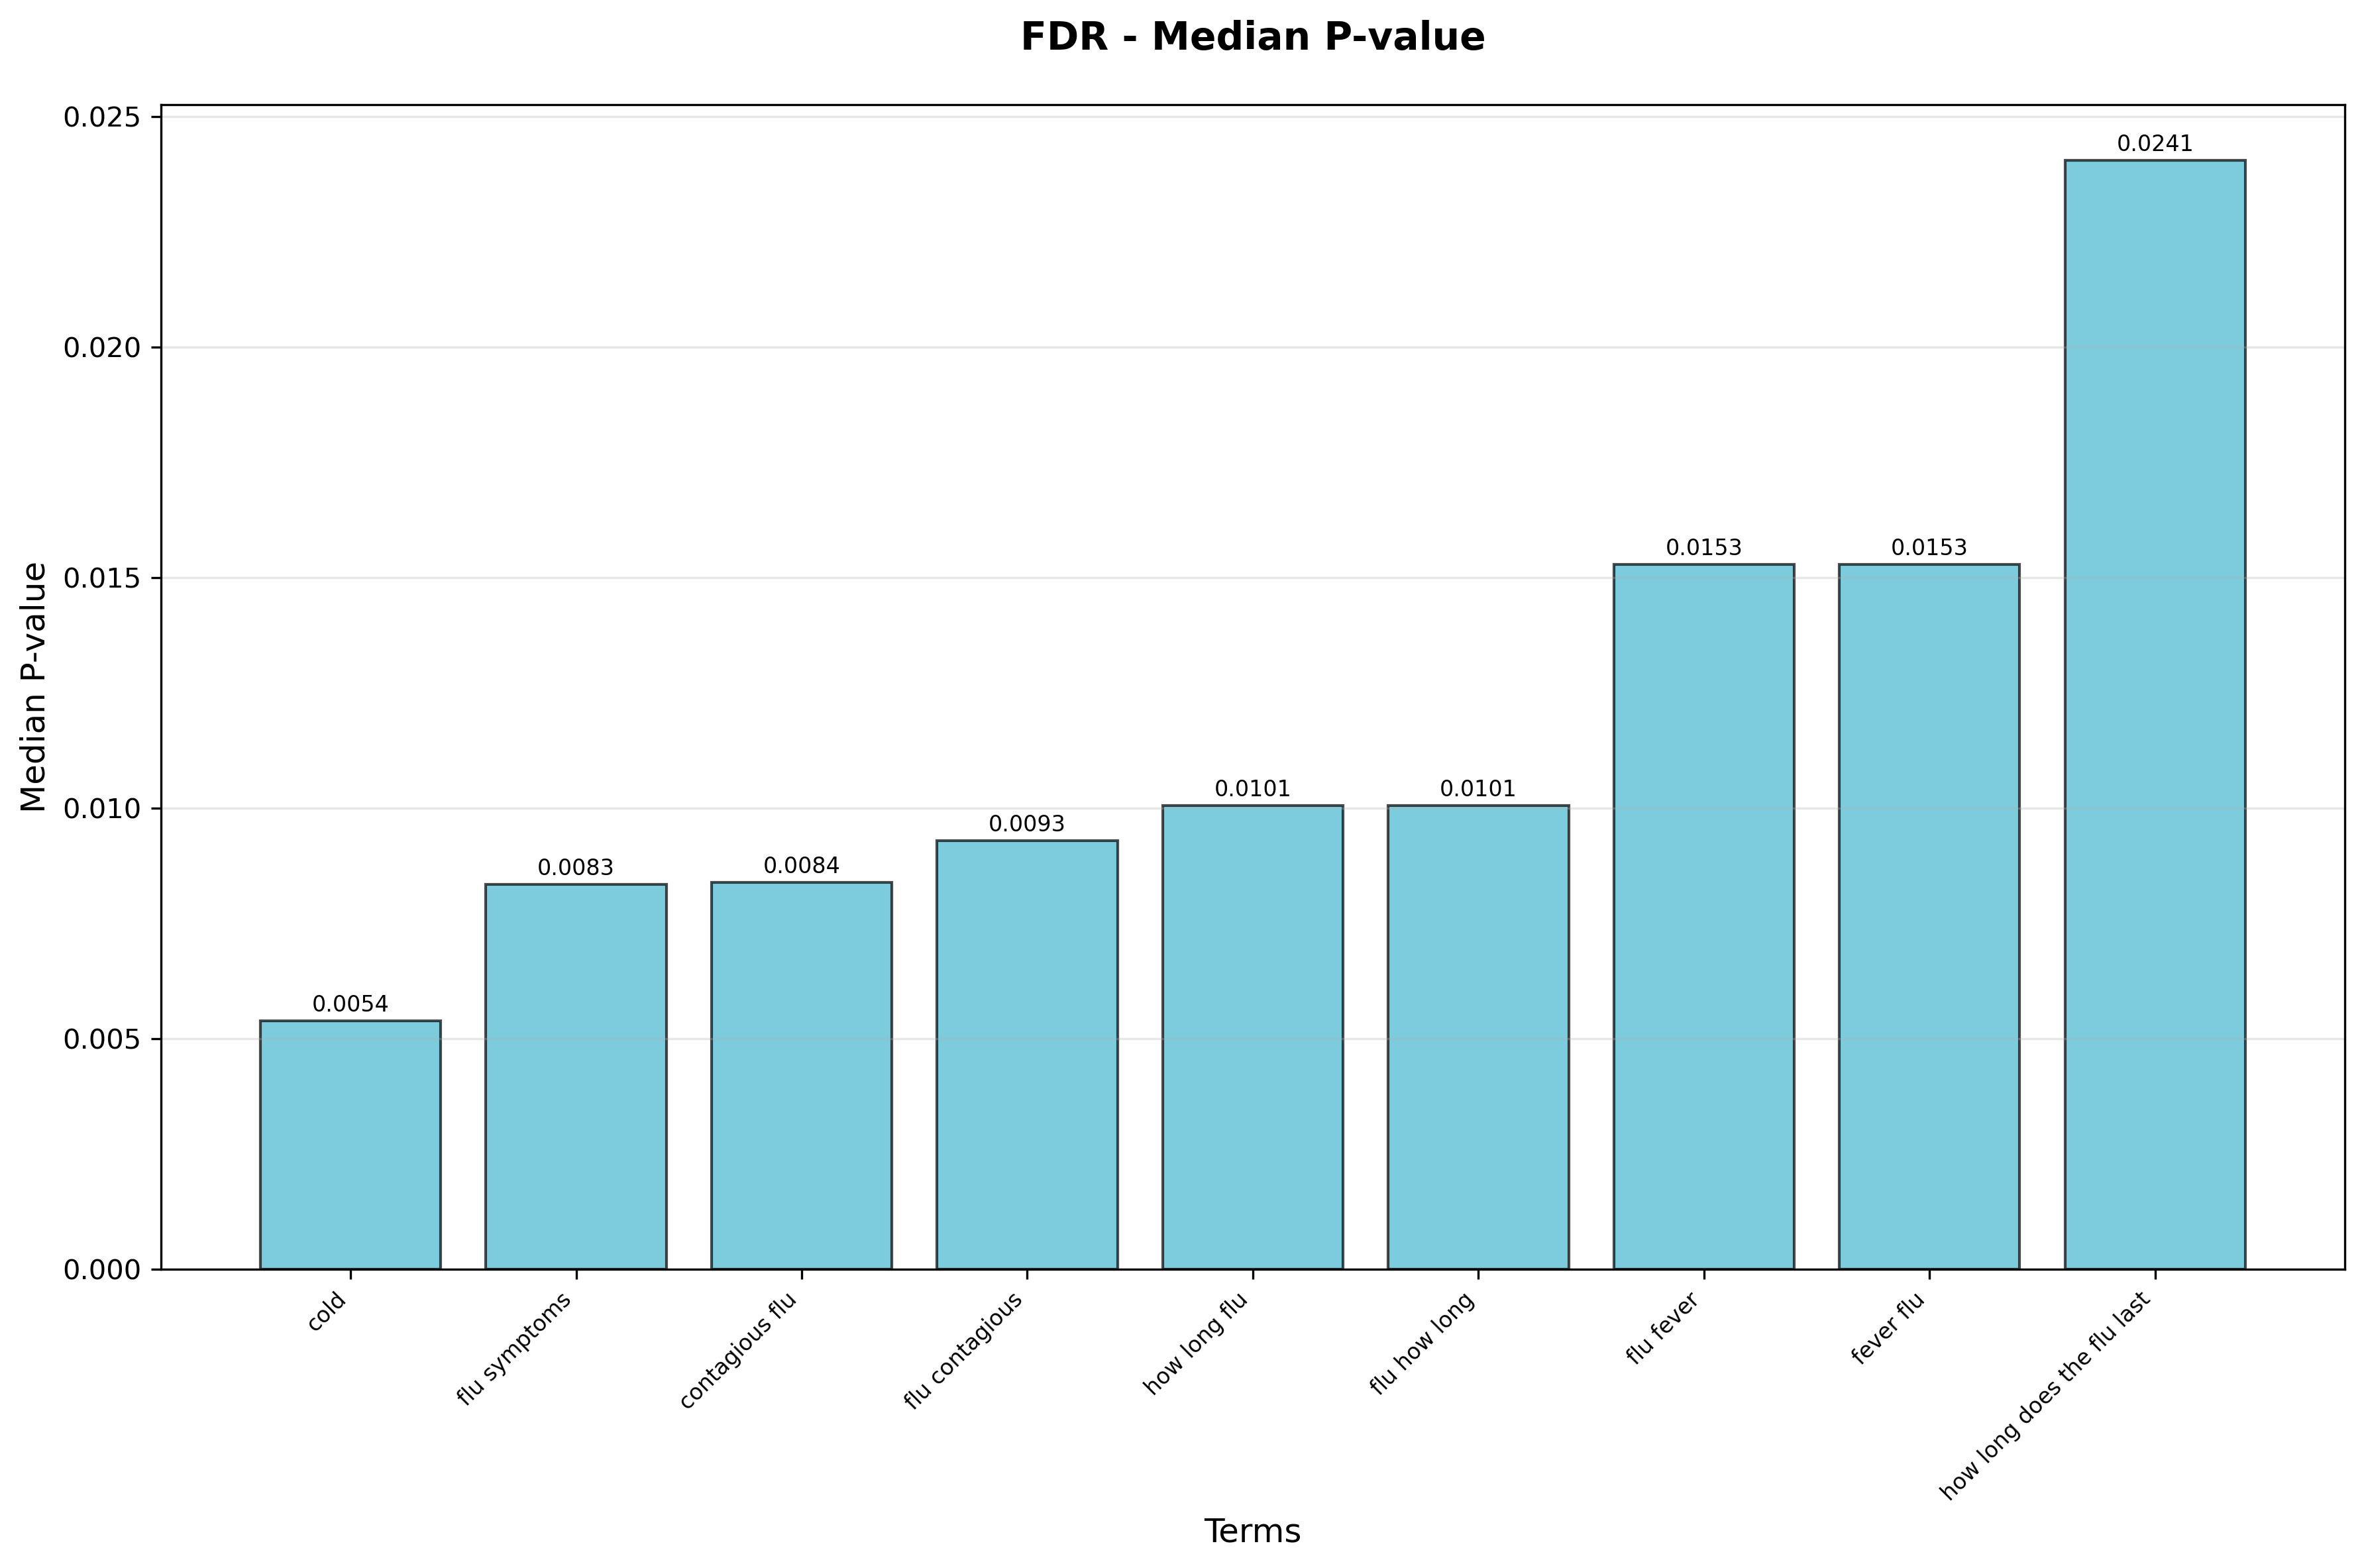 FDR - Median P-value
Median P-value
0.025
0.020
0.015
0.010
0.005
0.000
0.0054
0.0083
0.0084
0.0093
0.0101
0.0101
0.0153
0.0153
0.0241
cold
flu symptoms
contagious flu
flu contagious
how long flu
flu how long
flu fever
fever flu
how long does the flu last
Terms